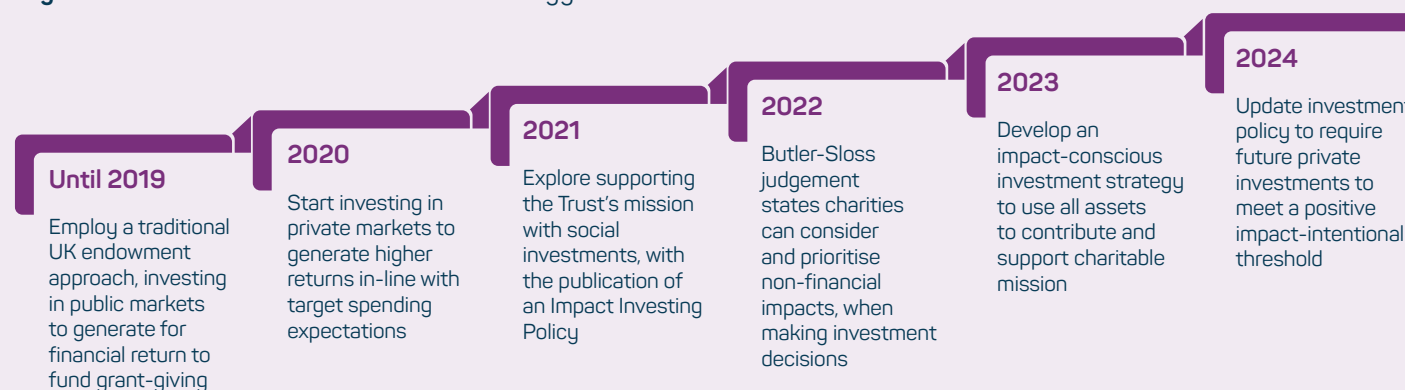 Until 2019
Employ a traditional
UK endowment
approach, investing
in public markets
to generate for
financial return to
fund grant-giving
2020
Start investing in
private markets to
generate higher
returns in-line with
target spending
expectations
2021
Explore supporting
the Trust's mission
with social
investments, with
the publication of
an Impact Investing
Policy
2022
Butler-Sloss
judgement
states charities
can consider
and prioritise
non-financial
impacts, when
making investment
decisions
2023
Develop an
impact-conscious
investment strategy
to use all assets
to contribute and
support charitable
mission
2024
Update investment
policy to require
future private
investments to
meet a positive
impact-intentional
threshold